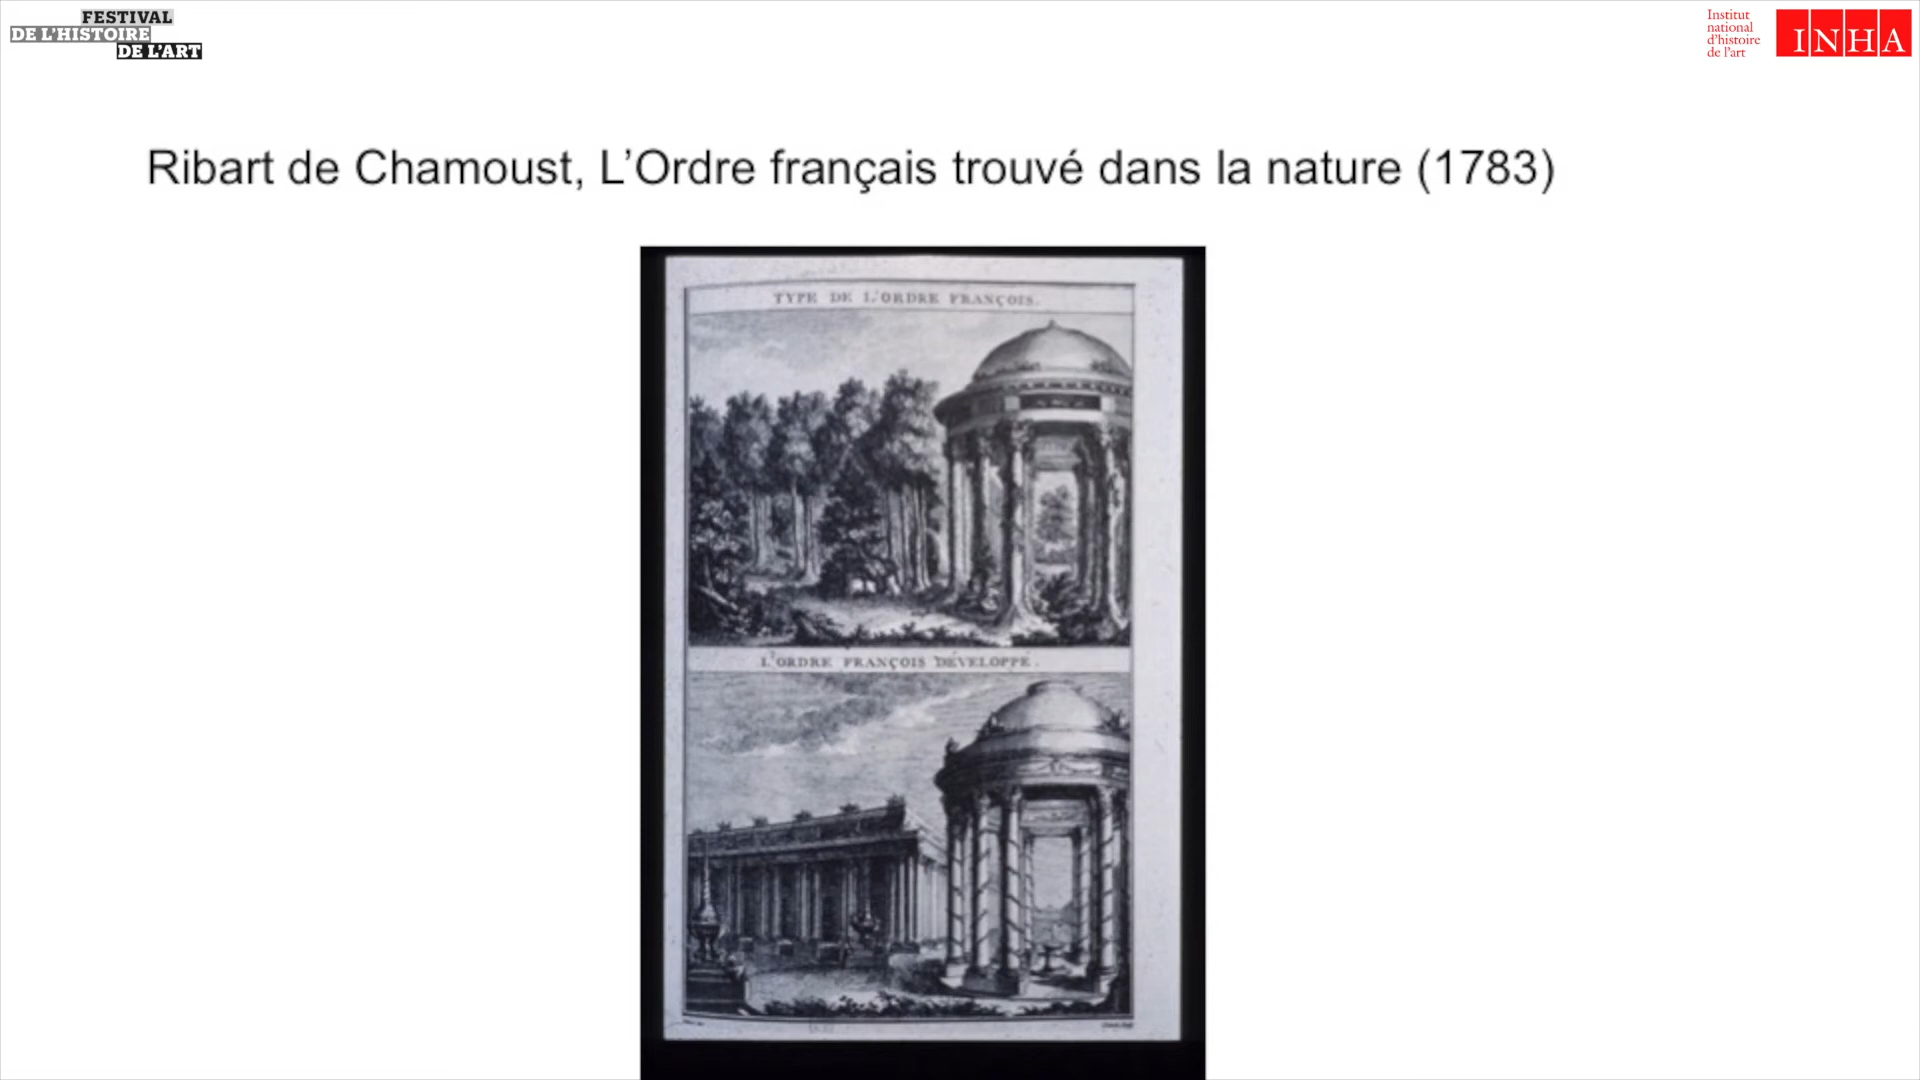 FESTIVAL
DE L'HISTOIRE
DE L'ART
Institut
national
d'histoire
de l'art
INHA
Ribart de Chamoust, L'Ordre français trouvé dans la nature (1783)
TYPE DE L'ORDRE FRANÇOIS.
L'ORDRE FRANÇOIS DÉVELOPPÉ.